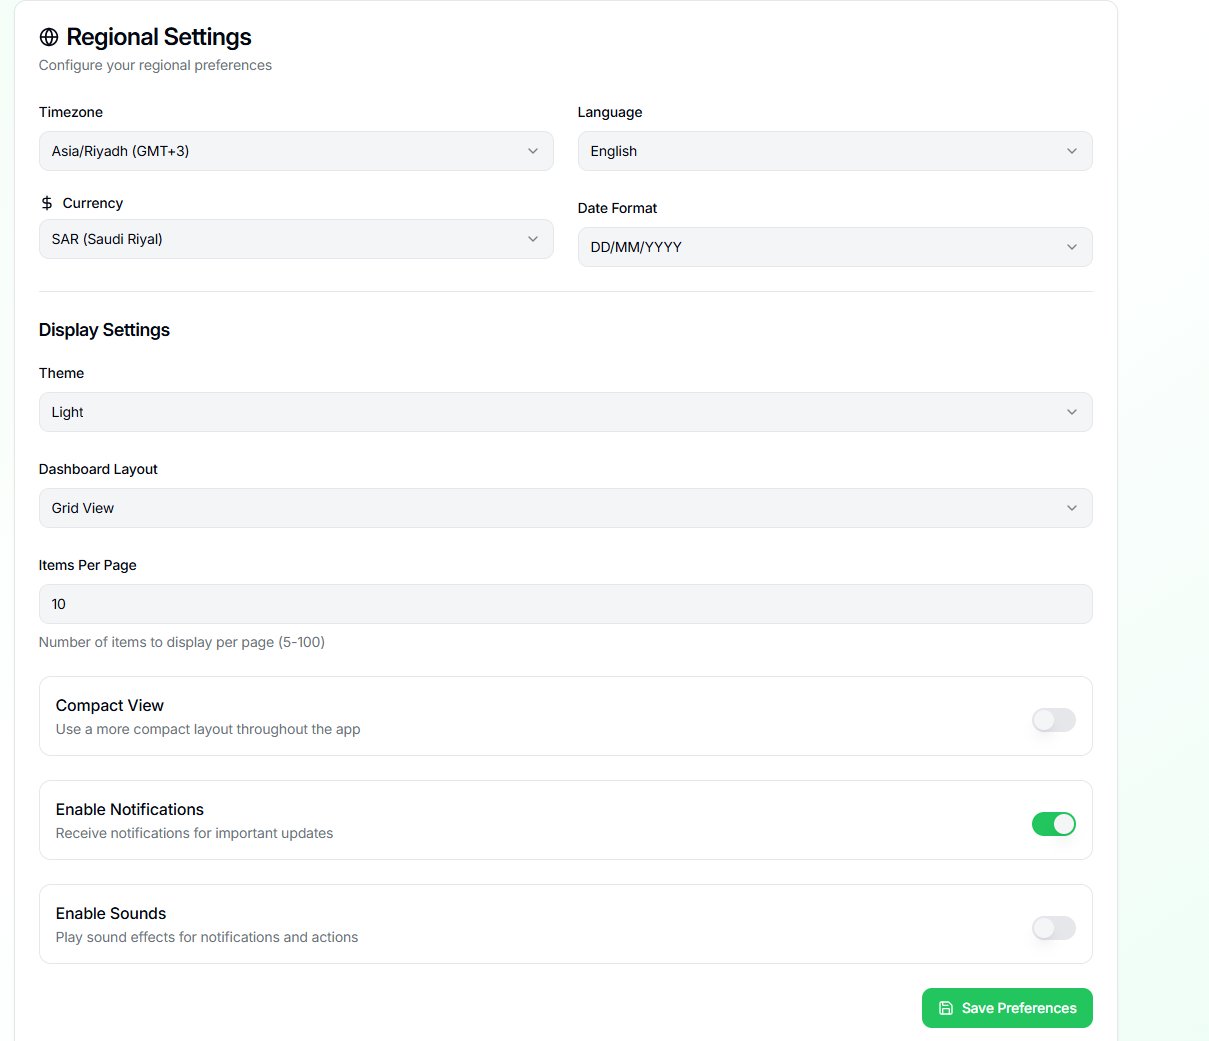 Regional Settings
Configure your regional preferences
Timezone
Asia/Riyadh (GMT+3)
Language
English
$ Currency
SAR (Saudi Riyal)
Date Format
DD/MM/YYYY
Display Settings
Theme
Light
Dashboard Layout
Grid View
Items Per Page
10
Number of items to display per page (5-100)
Compact View
Use a more compact layout throughout the app
Enable Notifications
Receive notifications for important updates
Enable Sounds
Play sound effects for notifications and actions
Save Preferences